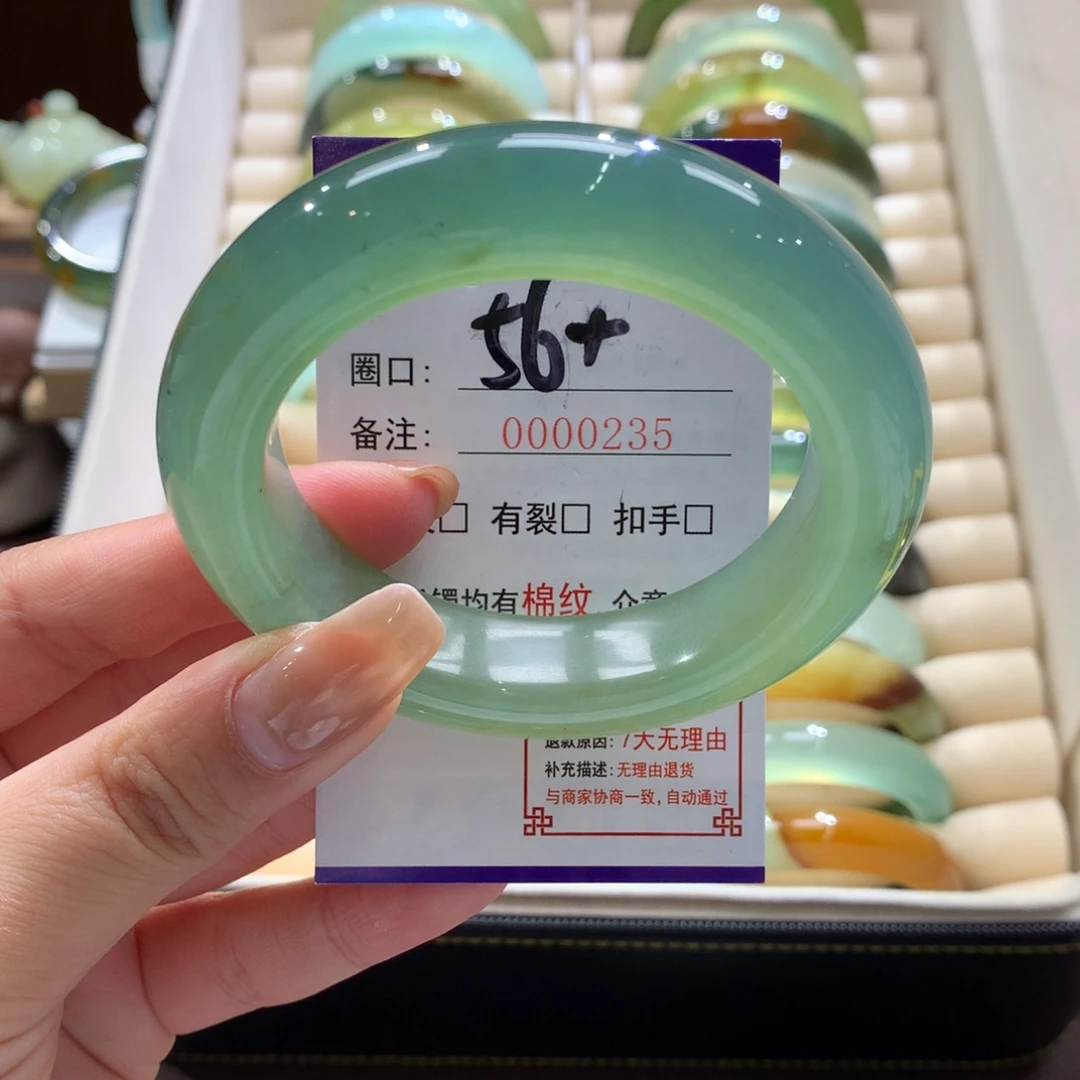 圈口: 56+
备注: 0000235
□ 有裂□ 扣手□
镯均有棉纹
退款原因: 7天无理由
补充描述: 无理由退货
与商家协商一致, 自动通过